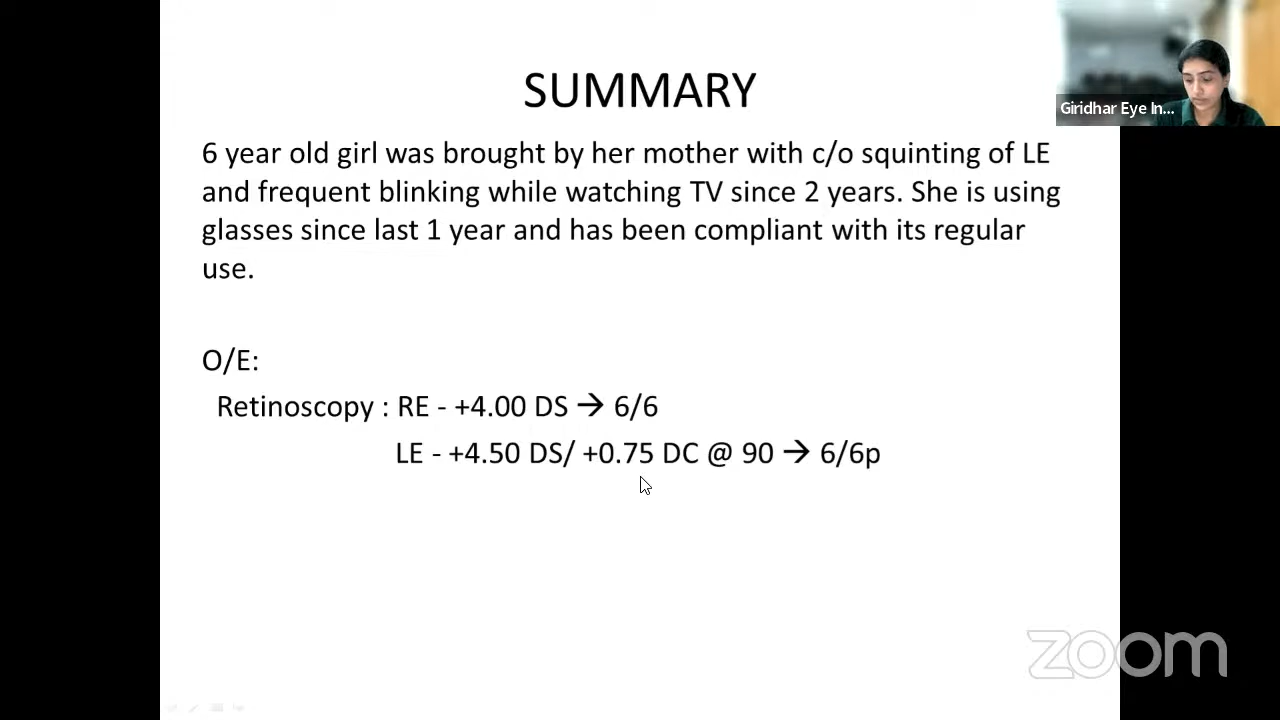 SUMMARY
Giridhar Eye In...
6 year old girl was brought by her mother with c/o squinting of LE
and frequent blinking while watching TV since 2 years. She is using
glasses since last 1 year and has been compliant with its regular
use.
O/E:
Retinoscopy : RE - +4.00 DS → 6/6
LE - +4.50 DS/ +0.75 DC @ 90 → 6/6p
zoom